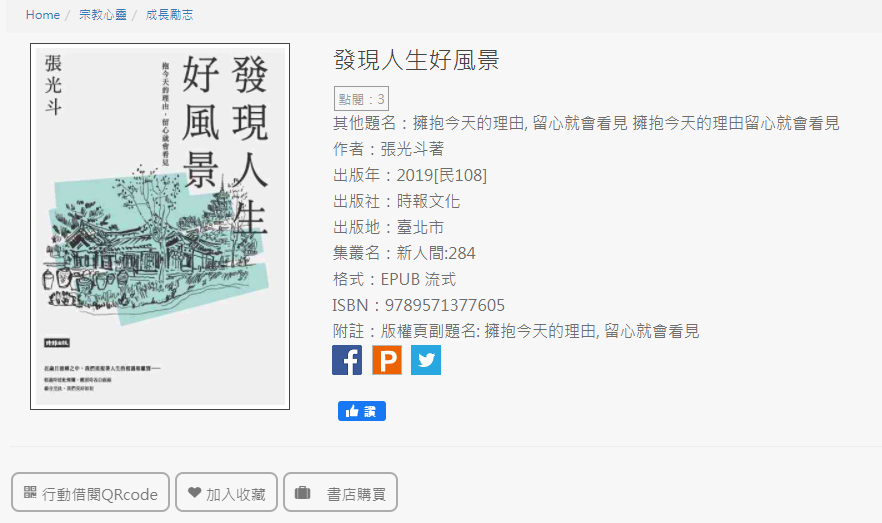 Home / 宗教心靈 / 成長勵志
發現人生好風景
點閱：3
其他題名：擁抱今天的理由, 留心就會看見 擁抱今天的理由留心就會看見
作者：張光斗著
出版年：2019[民108]
出版社：時報文化
出版地：臺北市
集叢名：新人間:284
格式：EPUB 流式
ISBN：9789571377605
附註：版權頁副題名: 擁抱今天的理由, 留心就會看見
讚
發現人生
好風景
抱今天的理由，留心就會看見
張光斗
時報出版
行動借閱QRcode
加入收藏
書店購買